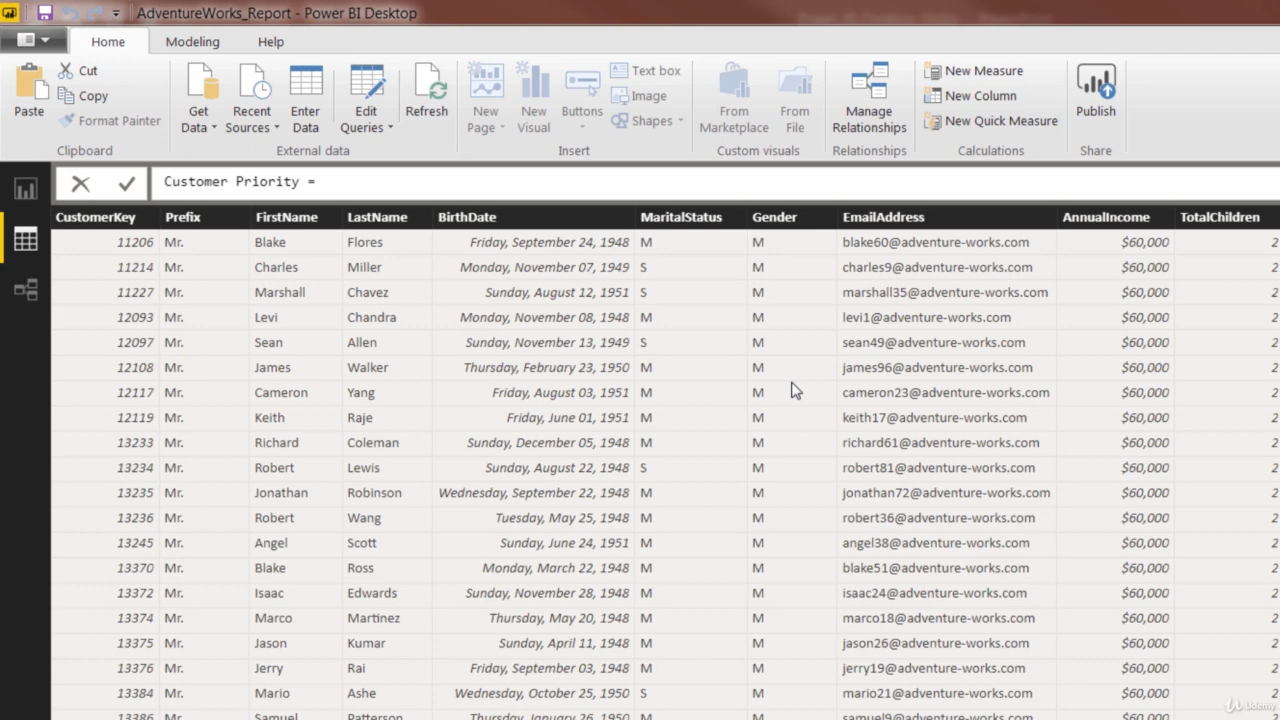 AdventureWorks_Report - Power BI Desktop
Home Modeling Help
Paste Cut Copy Format Painter Get Data Recent Sources Enter Data Edit Queries Refresh New Page New Visual Buttons Text box Image Shapes From Marketplace From File Manage Relationships New Measure New Column New Quick Measure Publish
Clipboard External data Insert Custom visuals Relationships Calculations Share
Customer Priority =
CustomerKey Prefix FirstName LastName BirthDate MaritalStatus Gender EmailAddress AnnualIncome TotalChildren
11206 Mr. Blake Flores Friday, September 24, 1948 M M blake60@adventure-works.com $60,000 2
11214 Mr. Charles Miller Monday, November 07, 1949 S M charles9@adventure-works.com $60,000 2
11227 Mr. Marshall Chavez Sunday, August 12, 1951 S M marshall35@adventure-works.com $60,000 2
12093 Mr. Levi Chandra Monday, November 08, 1948 M M levi1@adventure-works.com $60,000 2
12097 Mr. Sean Allen Sunday, November 13, 1949 S M sean49@adventure-works.com $60,000 2
12108 Mr. James Walker Thursday, February 23, 1950 M M james96@adventure-works.com $60,000 2
12117 Mr. Cameron Yang Friday, August 03, 1951 M M cameron23@adventure-works.com $60,000 2
12119 Mr. Keith Raje Friday, June 01, 1951 M M keith17@adventure-works.com $60,000 2
13233 Mr. Richard Coleman Sunday, December 05, 1948 M M richard61@adventure-works.com $60,000 2
13234 Mr. Robert Lewis Sunday, August 22, 1948 S M robert81@adventure-works.com $60,000 2
13235 Mr. Jonathan Robinson Wednesday, September 22, 1948 M M jonathan72@adventure-works.com $60,000 2
13236 Mr. Robert Wang Tuesday, May 25, 1948 M M robert36@adventure-works.com $60,000 2
13245 Mr. Angel Scott Sunday, June 24, 1951 M M angel38@adventure-works.com $60,000 2
13370 Mr. Blake Ross Monday, March 22, 1948 M M blake51@adventure-works.com $60,000 2
13372 Mr. Isaac Edwards Sunday, November 28, 1948 M M isaac24@adventure-works.com $60,000 2
13374 Mr. Marco Martinez Thursday, May 20, 1948 M M marco18@adventure-works.com $60,000 2
13375 Mr. Jason Kumar Sunday, April 11, 1948 M M jason26@adventure-works.com $60,000 2
13376 Mr. Jerry Rai Friday, September 03, 1948 M M jerry19@adventure-works.com $60,000 2
13384 Mr. Mario Ashe Wednesday, October 25, 1950 S M mario21@adventure-works.com $60,000 2
13386 Mr. Samuel Patterson Thursday, January 26, 1950 M M samuel9@adventure-works.com $60,000 2
Udemy